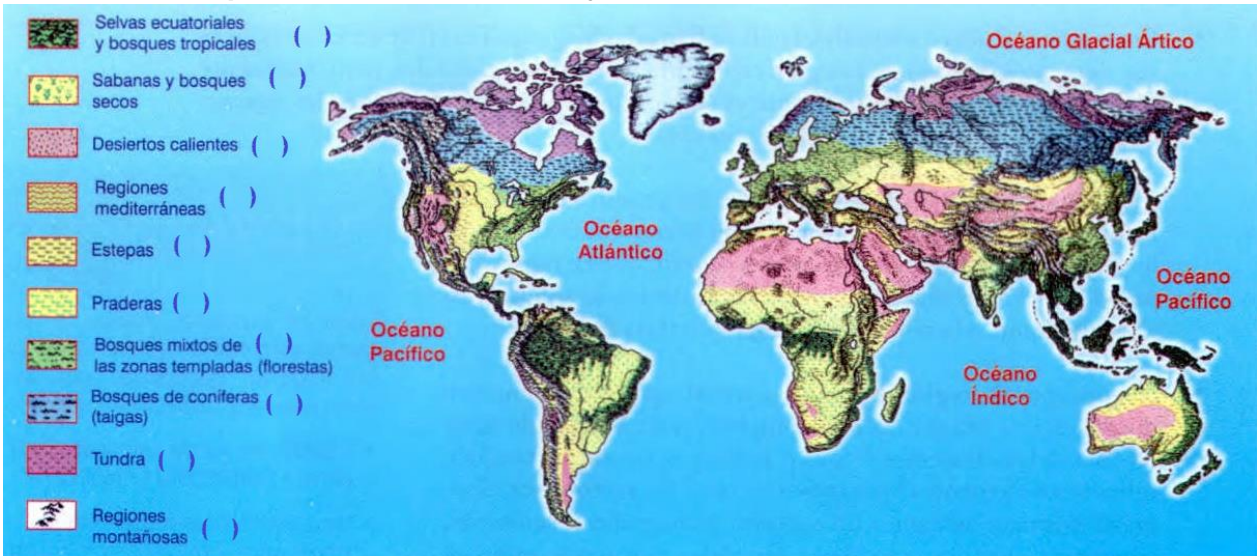 Selvas ecuatoriales
y bosques tropicales ( )
Sabanas y bosques ( )
secos
Desiertos calientes ( )
Regiones
mediterráneas ( )
Estepas ( )
Praderas ( )
Bosques mixtos de ( )
las zonas templadas (florestas)
Bosques de coníferas ( )
(taigas)
Tundra ( )
Regiones
montañosas ( )
Océano Glacial Ártico
Océano
Atlántico
Océano
Pacífico
Océano
Pacífico
Océano
Índico